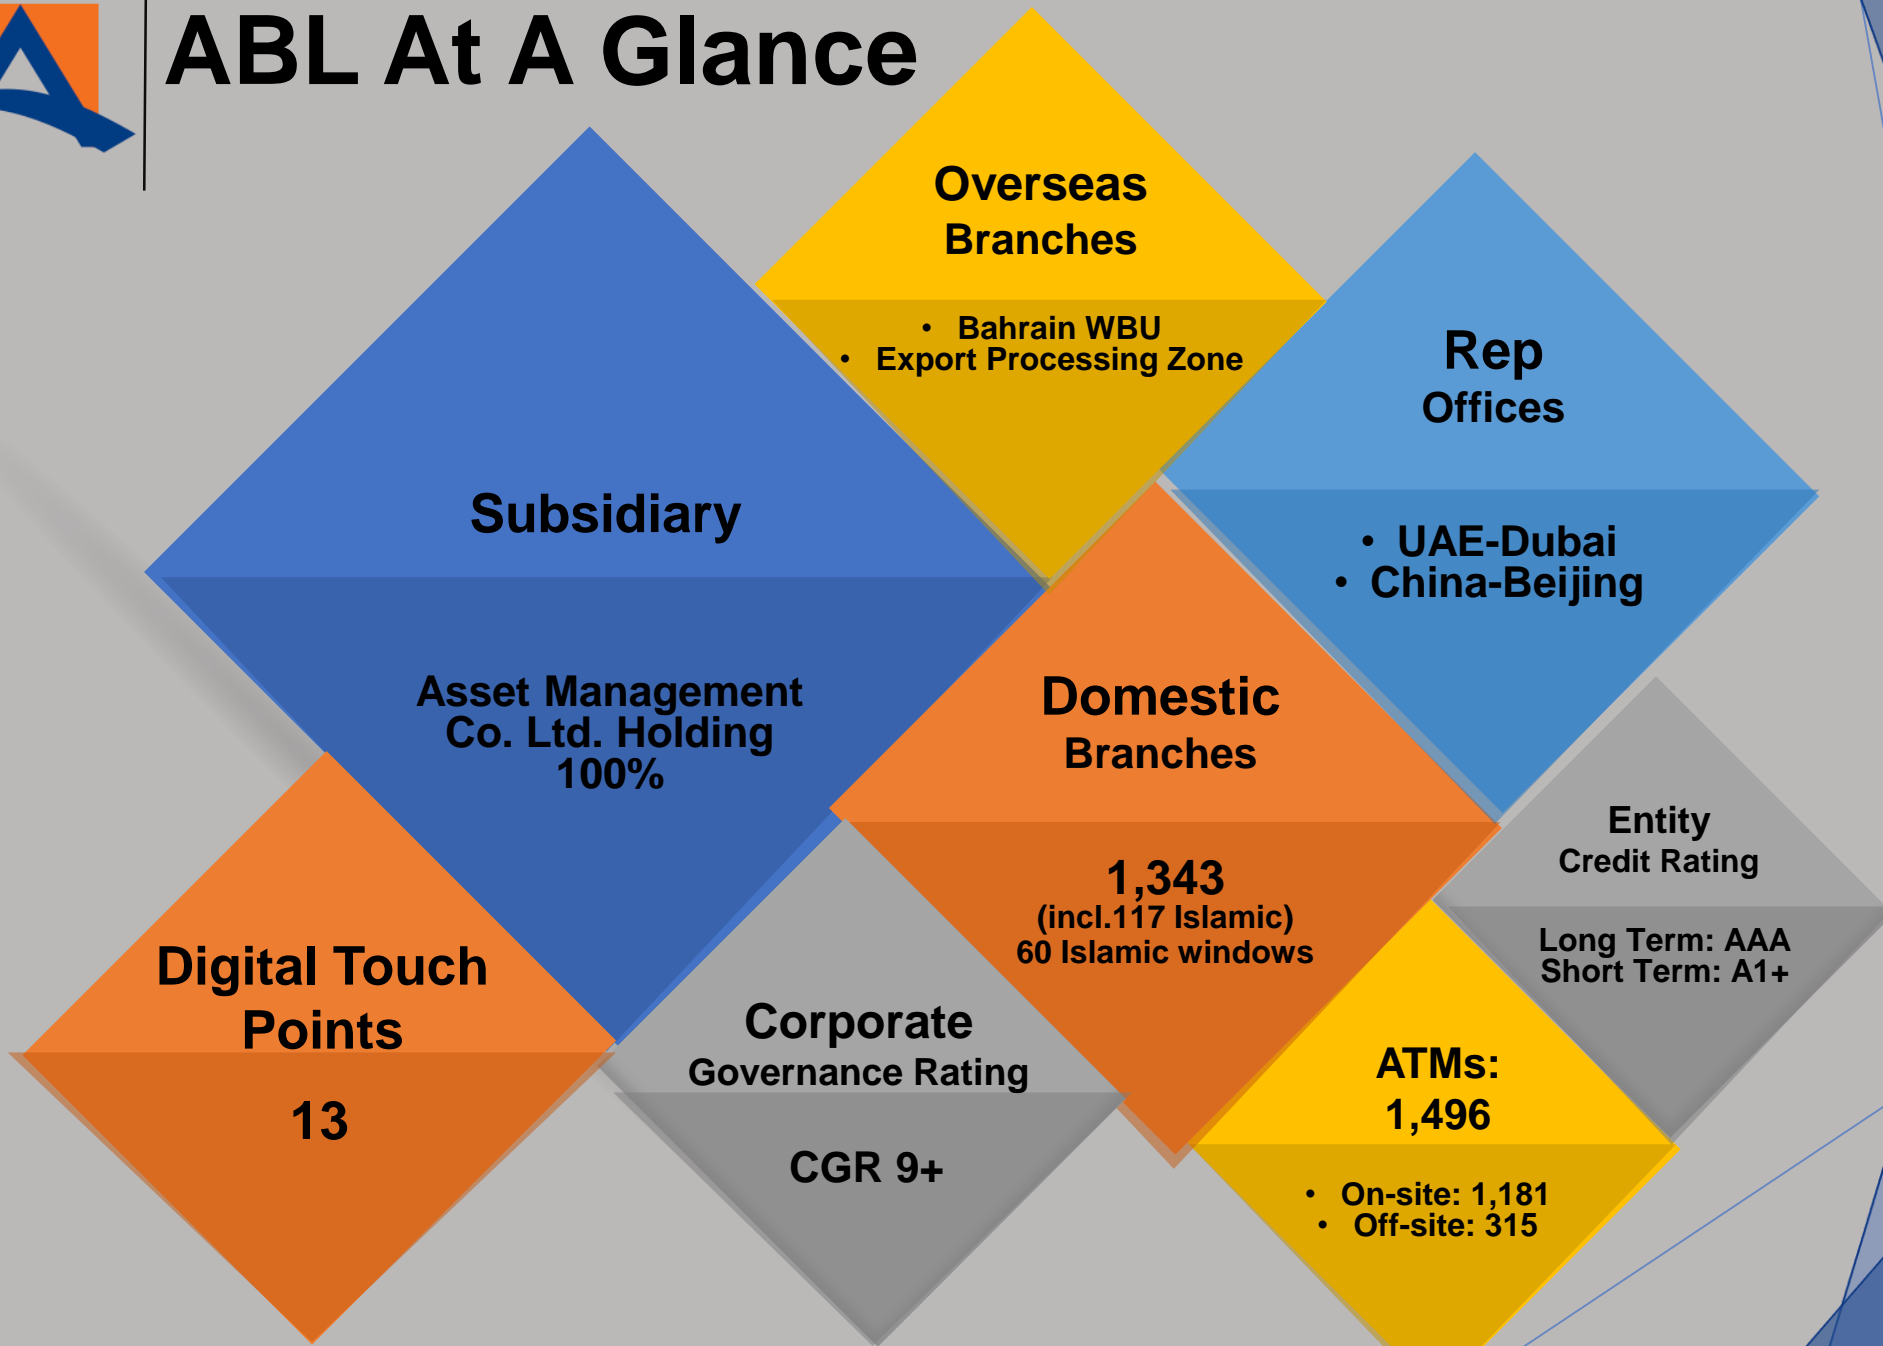 ABL At A Glance
Overseas
Branches
• Bahrain WBU
• Export Processing Zone
Rep
Offices
• UAE-Dubai
• China-Beijing
Subsidiary
Asset Management
Co. Ltd. Holding
100%
Domestic
Branches
1,343
(incl.117 Islamic)
60 Islamic windows
Entity
Credit Rating
Long Term: AAA
Short Term: A1+
Digital Touch
Points
13
Corporate
Governance Rating
CGR 9+
ATMs:
1,496
• On-site: 1,181
• Off-site: 315